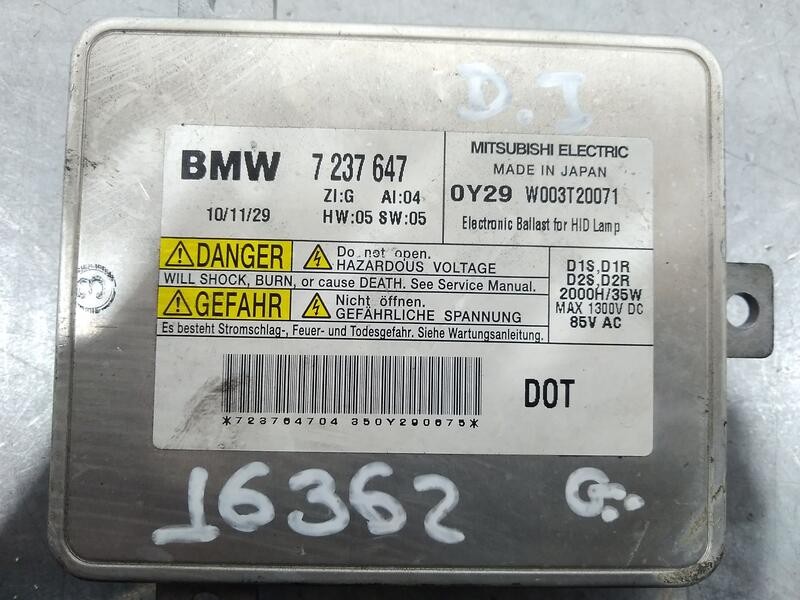 D.I
BMW 7 237 647
ZI:G AI:04
10/11/29 HW:05 SW:05
MITSUBISHI ELECTRIC
MADE IN JAPAN
0Y29 W003T20071
Electronic Ballast for HID Lamp
DANGER Do not open.
HAZARDOUS VOLTAGE
WILL SHOCK, BURN, or cause DEATH. See Service Manual.
GEFAHR Nicht öffnen.
GEFÄHRLICHE SPANNUNG
Es besteht Stromschlag-, Feuer- und Todesgefahr. Siehe Wartungsanleitung.
D1S,D1R
D2S,D2R
2000H/35W
MAX 1300V DC
85V AC
*723764704 350Y290675*
DOT
16362
G.